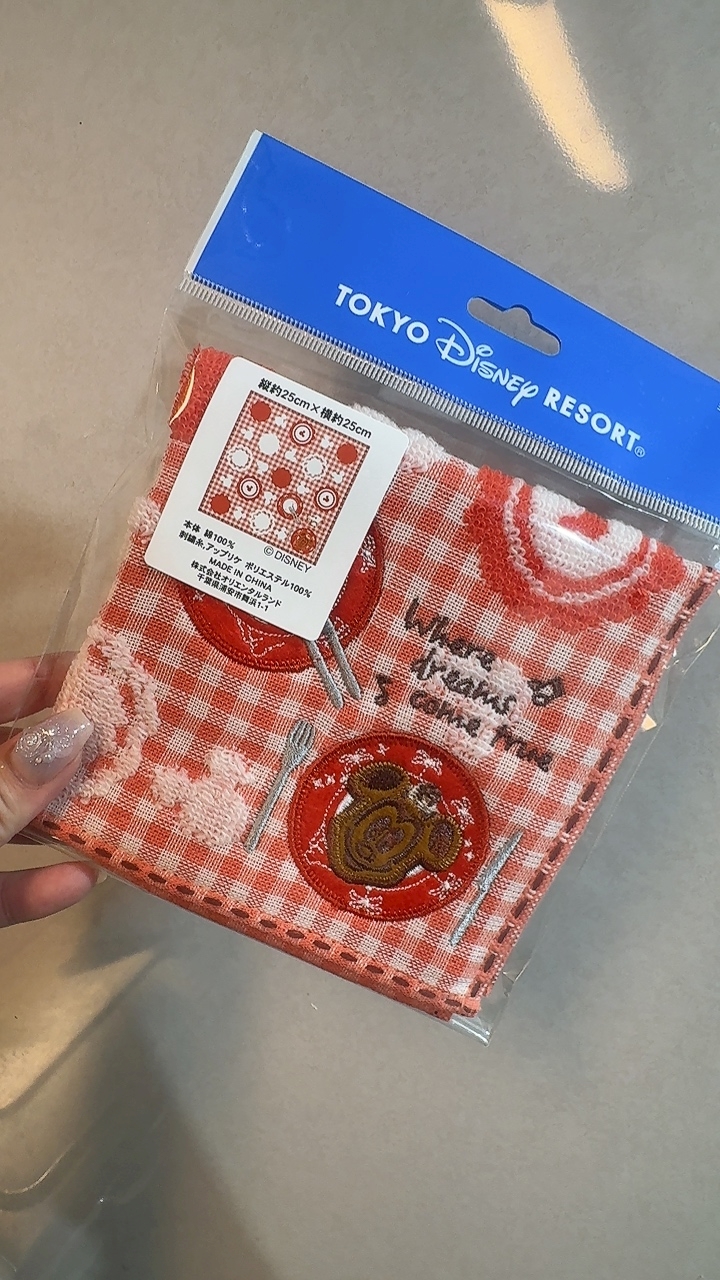 TOKYO Disney RESORT®
縦約25cm×横約25cm
本体 綿100%
刺繍糸、アップリケ ポリエステル100%
© DISNEY
MADE IN CHINA
株式会社オリエンタルランド
千葉県浦安市舞浜1-1
Where
dreams
come true